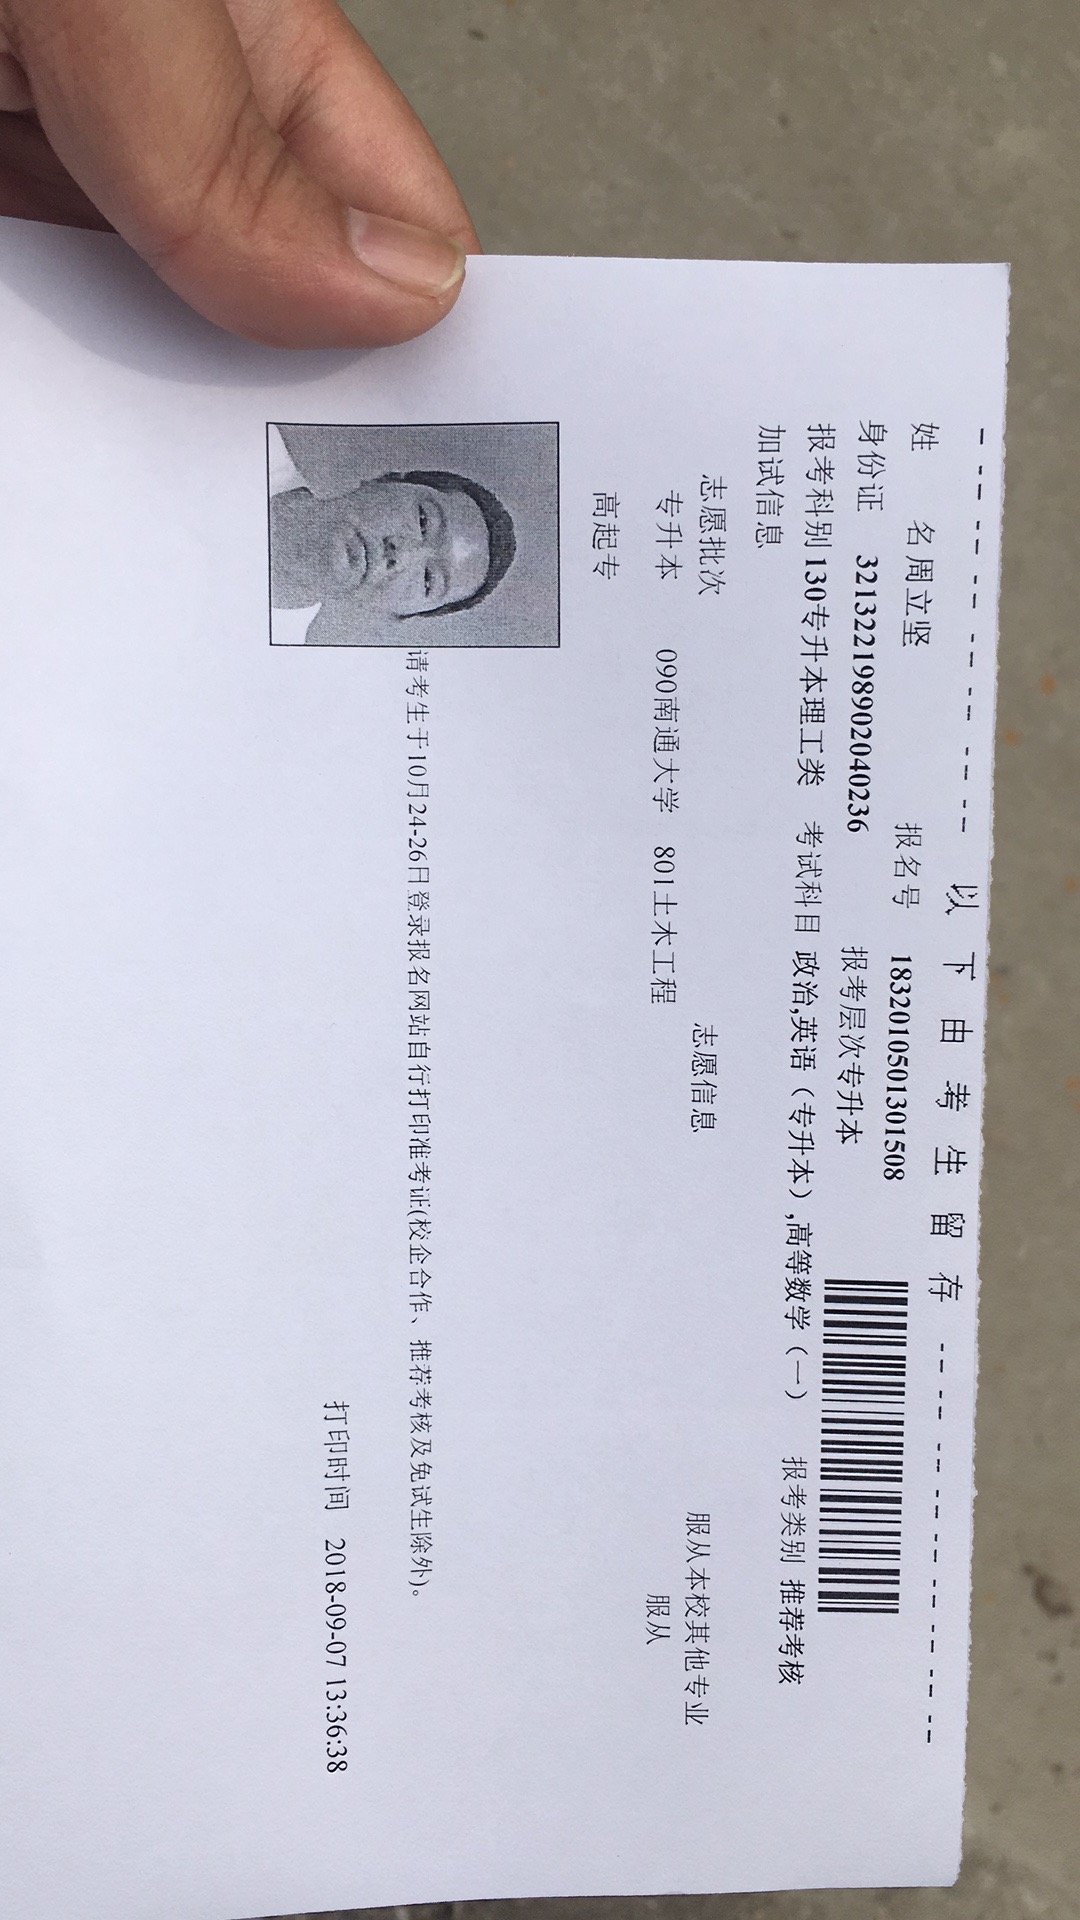 以下由考生留存
姓 名 周立坚 报名号 183201050130150​8
身份证 321322198902040236 报考层次 专升本
报考科别 130专升本理工类 考试科目 政治,英语（专升本）,高等数学（一） 报考类别 推荐考核
加试信息
志愿批次 志愿信息 服从本校其他专业
专升本 090南通大学 801土木工程 服从
高起专
请考生于10月24-26日登录报名网站自行打印准考证(校企合作、推荐考核及免试生除外)。
打印时间 2018-09-07 13:36:38